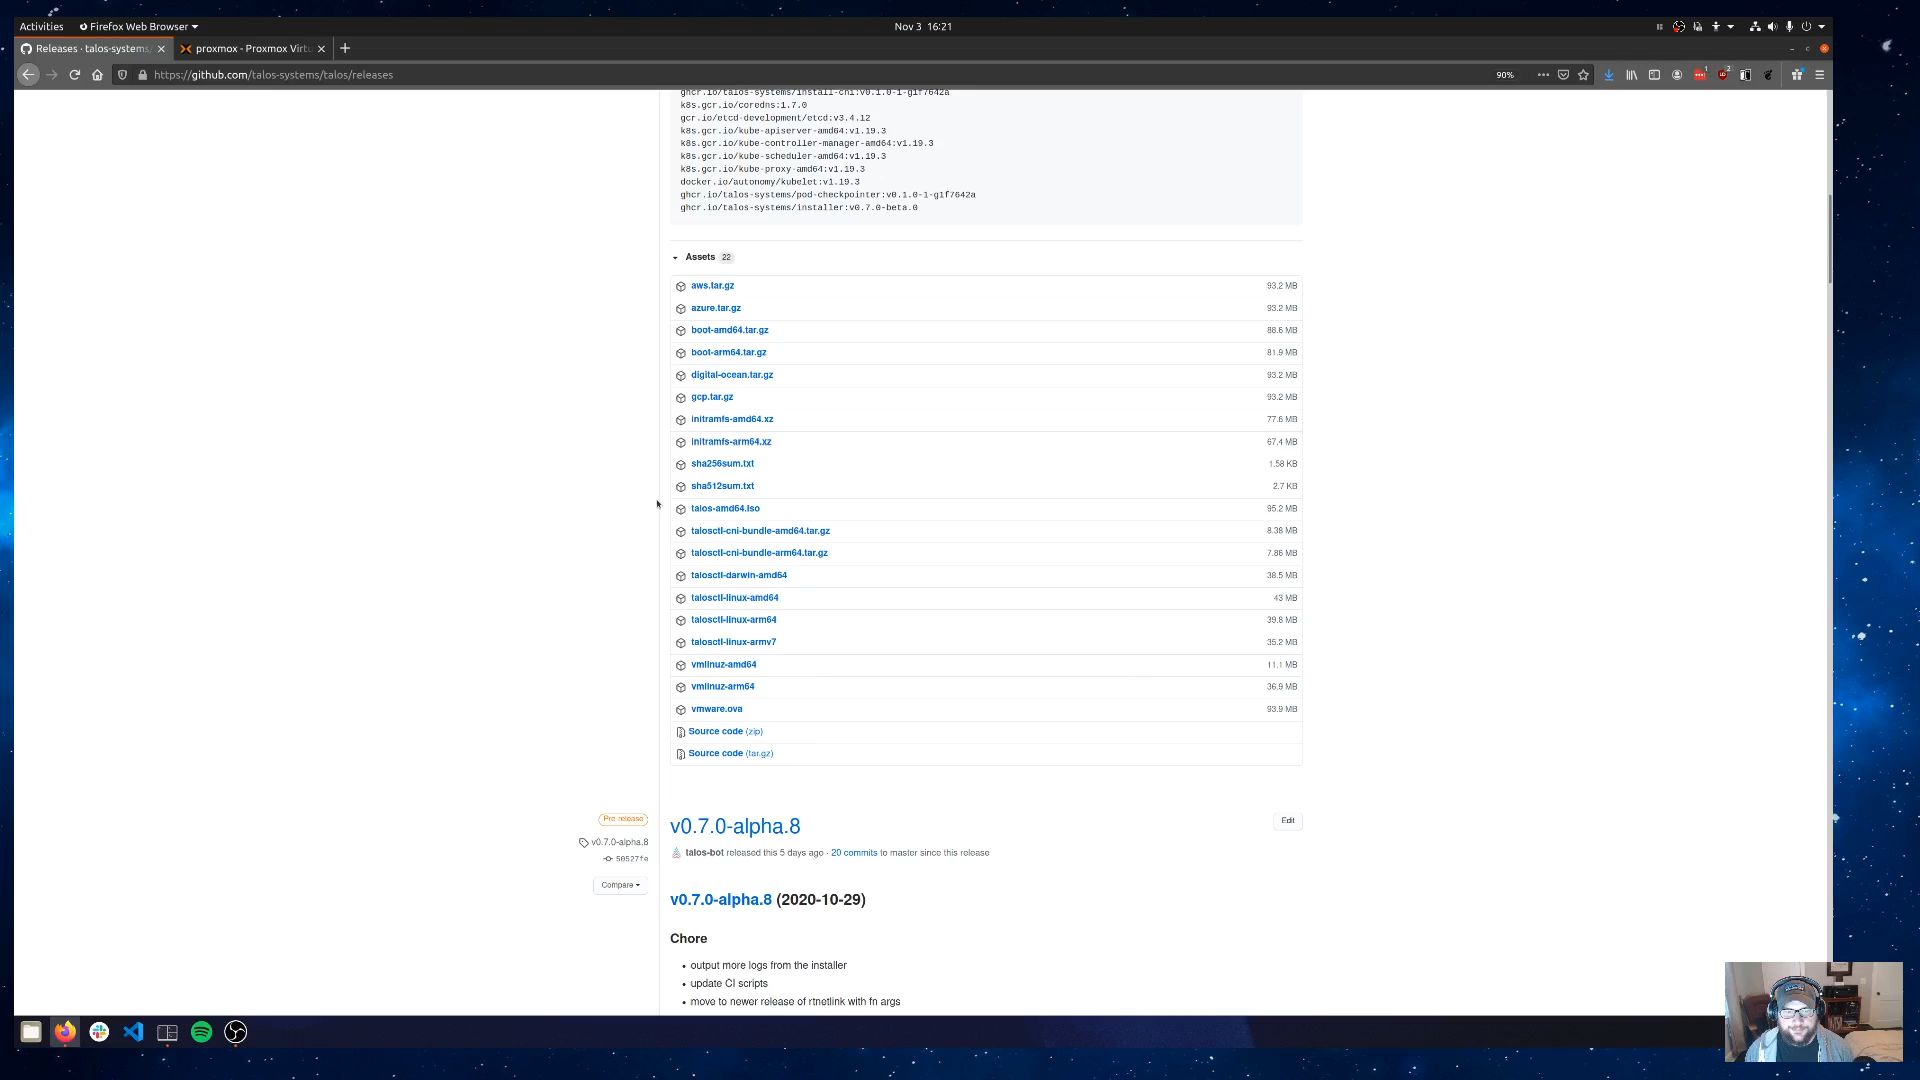 Activities
Firefox Web Browser
Nov 3 16:21
Releases · talos-systems
proxmox - Proxmox Virtu
https://github.com/talos-systems/talos/releases
90%
ghcr.io/talos-systems/install-cni:v0.1.0-1-g1f7642a
k8s.gcr.io/coredns:1.7.0
gcr.io/etcd-development/etcd:v3.4.12
k8s.gcr.io/kube-apiserver-amd64:v1.19.3
k8s.gcr.io/kube-controller-manager-amd64:v1.19.3
k8s.gcr.io/kube-scheduler-amd64:v1.19.3
k8s.gcr.io/kube-proxy-amd64:v1.19.3
docker.io/autonomy/kubelet:v1.19.3
ghcr.io/talos-systems/pod-checkpointer:v0.1.0-1-g1f7642a
ghcr.io/talos-systems/installer:v0.7.0-beta.0
Assets 22
aws.tar.gz 93.2 MB
azure.tar.gz 93.2 MB
boot-amd64.tar.gz 88.6 MB
boot-arm64.tar.gz 81.9 MB
digital-ocean.tar.gz 93.2 MB
gcp.tar.gz 93.2 MB
initramfs-amd64.xz 77.6 MB
initramfs-arm64.xz 67.4 MB
sha256sum.txt 1.58 KB
sha512sum.txt 2.7 KB
talos-amd64.iso 95.2 MB
talosctl-cni-bundle-amd64.tar.gz 8.38 MB
talosctl-cni-bundle-arm64.tar.gz 7.86 MB
talosctl-darwin-amd64 38.5 MB
talosctl-linux-amd64 43 MB
talosctl-linux-arm64 39.8 MB
talosctl-linux-armv7 35.2 MB
vmlinuz-amd64 11.1 MB
vmlinuz-arm64 36.9 MB
vmware.ova 93.9 MB
Source code (zip)
Source code (tar.gz)
Pre-release
v0.7.0-alpha.8
50527fe
Compare
v0.7.0-alpha.8
Edit
talos-bot released this 5 days ago · 20 commits to master since this release
v0.7.0-alpha.8 (2020-10-29)
Chore
• output more logs from the installer
• update CI scripts
• move to newer release of rtnetlink with fn args